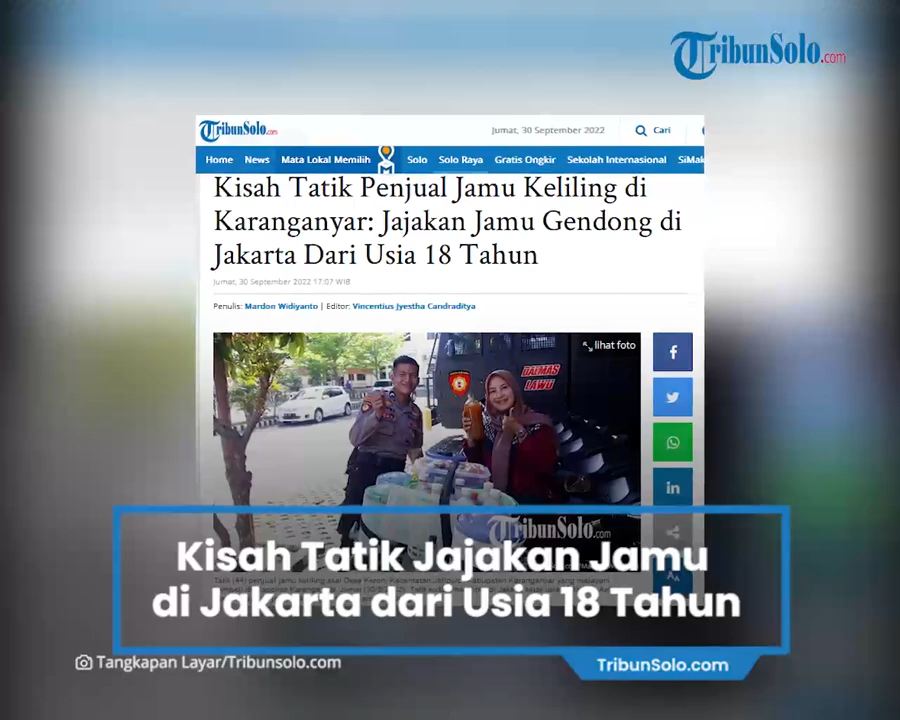 TribunSolo.com
TribunSolo.com
Jumat, 30 September 2022
Cari
Home News Mata Lokal Memilih Solo Solo Raya Gratis Ongkir Sekolah Internasional SiMak
Kisah Tatik Penjual Jamu Keliling di
Karanganyar: Jajakan Jamu Gendong di
Jakarta Dari Usia 18 Tahun
Jumat, 30 September 2022 17:07 WIB
Penulis: Mardon Widiyanto | Editor: Vincentius Jyestha Candraditya
lihat foto
DALMAS
LAWU
TribunSolo.com
Kisah Tatik Jajakan Jamu
di Jakarta dari Usia 18 Tahun
Tangkapan Layar/Tribunsolo.com
TribunSolo.com